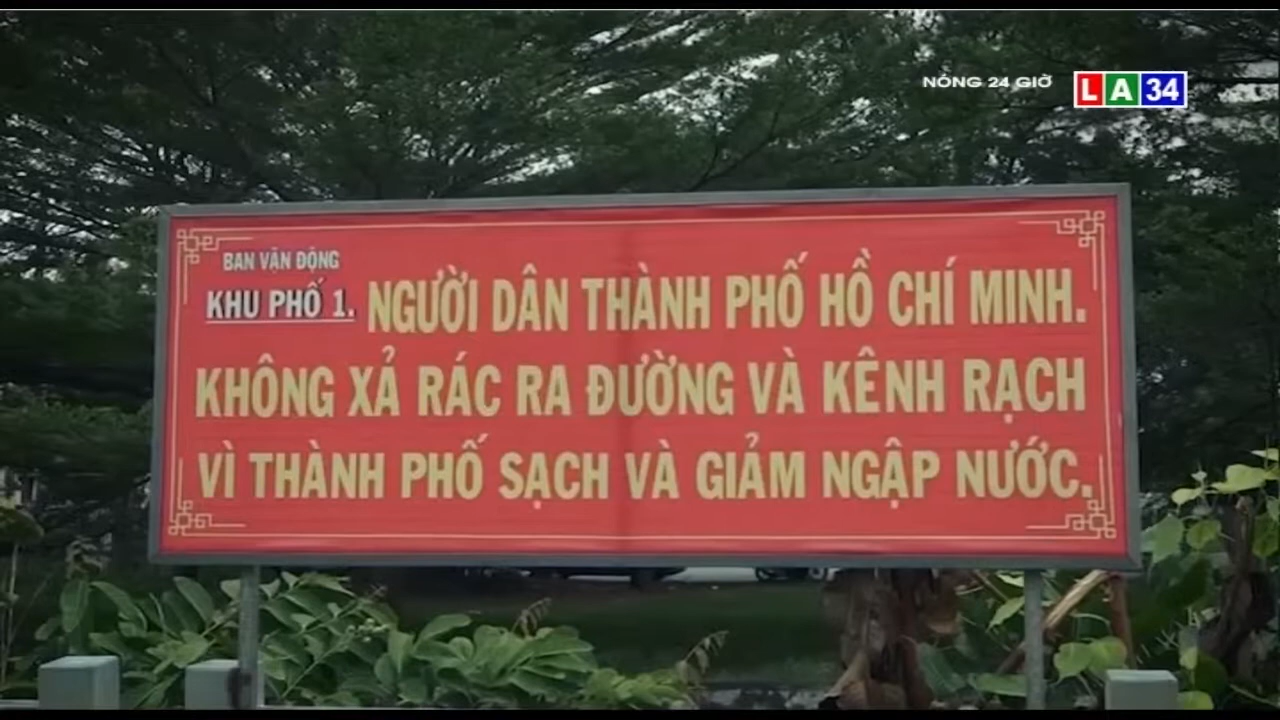 NÓNG 24 GIỜ LA34
BAN VẬN ĐỘNG
KHU PHỐ 1. NGƯỜI DÂN THÀNH PHỐ HỒ CHÍ MINH.
KHÔNG XẢ RÁC RA ĐƯỜNG VÀ KÊNH RẠCH
VÌ THÀNH PHỐ SẠCH VÀ GIẢM NGẬP NƯỚC.